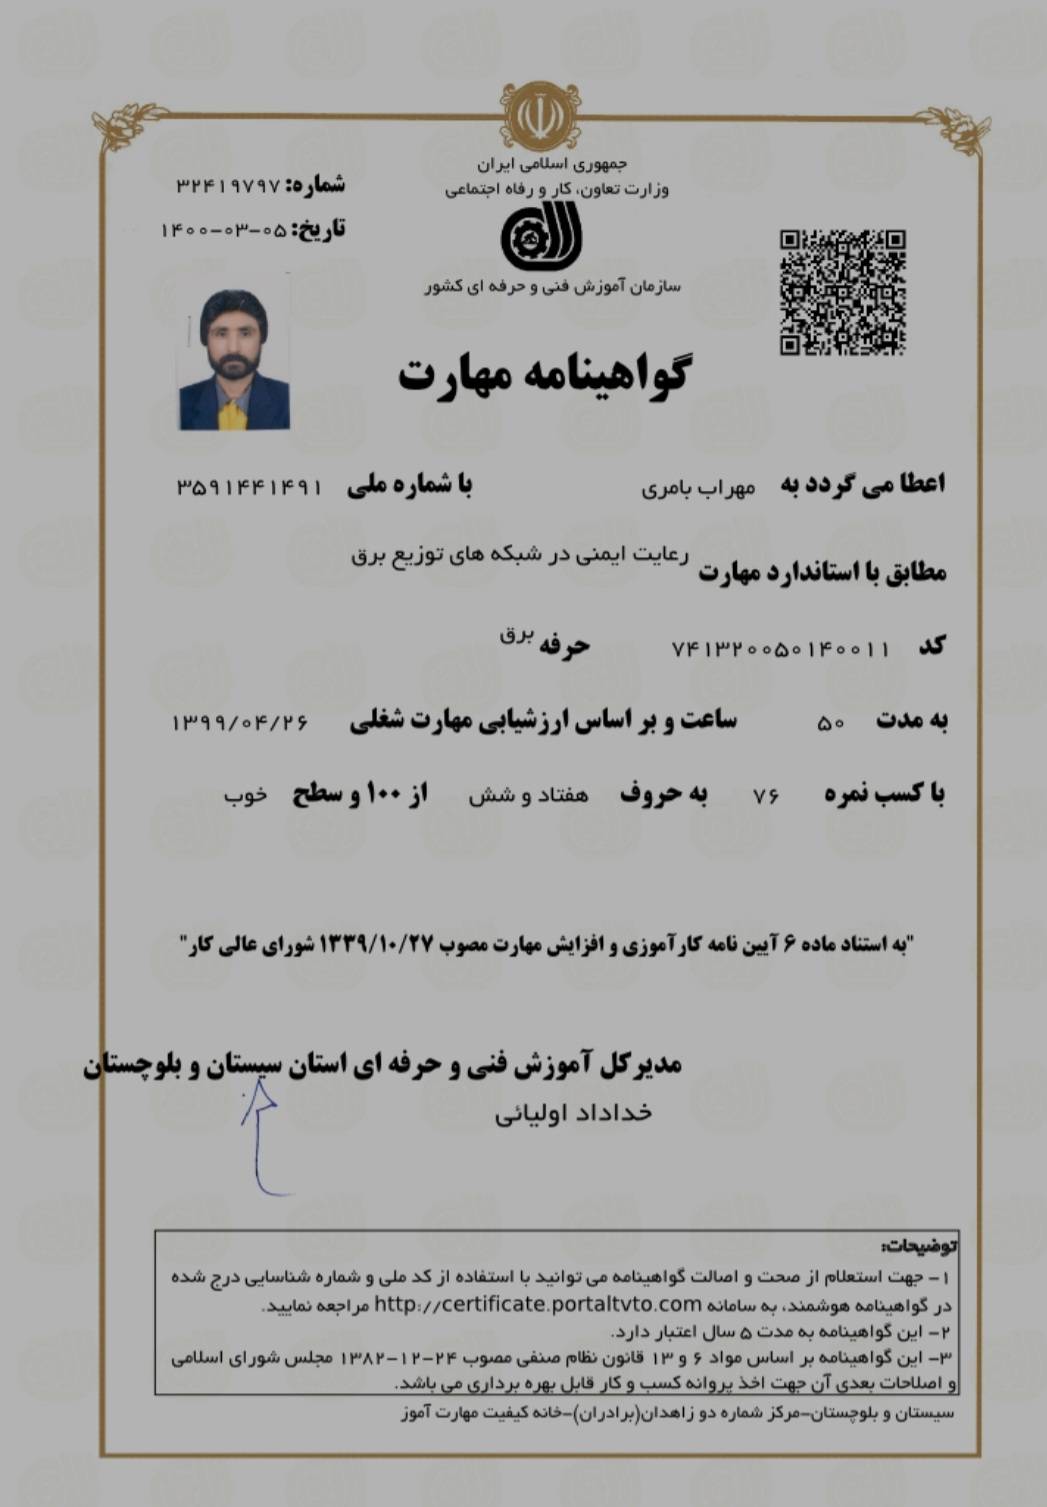 جمهوری اسلامی ایران
وزارت تعاون، کار و رفاه اجتماعی
سازمان آموزش فنی و حرفه ای کشور
شماره: ۳۲۴۱۹۷۹۷
تاریخ: ۱۴۰۰-۰۳-۰۵
گواهینامه مهارت
اعطا می گردد به مهراب بامری با شماره ملی ۳۵۹۱۴۴۱۴۹۱
مطابق با استاندارد مهارت رعایت ایمنی در شبکه های توزیع برق
کد ۷۴۱۳۲۰۰۵۰۱۴۰۰۱۱ حرفه برق
به مدت ۵۰ ساعت و بر اساس ارزشیابی مهارت شغلی ۱۳۹۹/۰۴/۲۶
با کسب نمره ۷۶ به حروف هفتاد و شش از ۱۰۰ و سطح خوب
"به استناد ماده ۶ آیین نامه کارآموزی و افزایش مهارت مصوب ۱۳۳۹/۱۰/۲۷ شورای عالی کار"
مدیرکل آموزش فنی و حرفه ای استان سیستان و بلوچستان
خداداد اولیائی
توضیحات:
۱- جهت استعلام از صحت و اصالت گواهینامه می توانید با استفاده از کد ملی و شماره شناسایی درج شده
در گواهینامه هوشمند، به سامانه http://certificate.portaltvto.com مراجعه نمایید.
۲- این گواهینامه به مدت ۵ سال اعتبار دارد.
۳- این گواهینامه بر اساس مواد ۶ و ۱۳ قانون نظام صنفی مصوب ۲۴-۱۲-۱۳۸۲ مجلس شورای اسلامی
و اصلاحات بعدی آن جهت اخذ پروانه کسب و کار قابل بهره برداری می باشد.
سیستان و بلوچستان-مرکز شماره دو زاهدان(برادران)-خانه کیفیت مهارت آموز